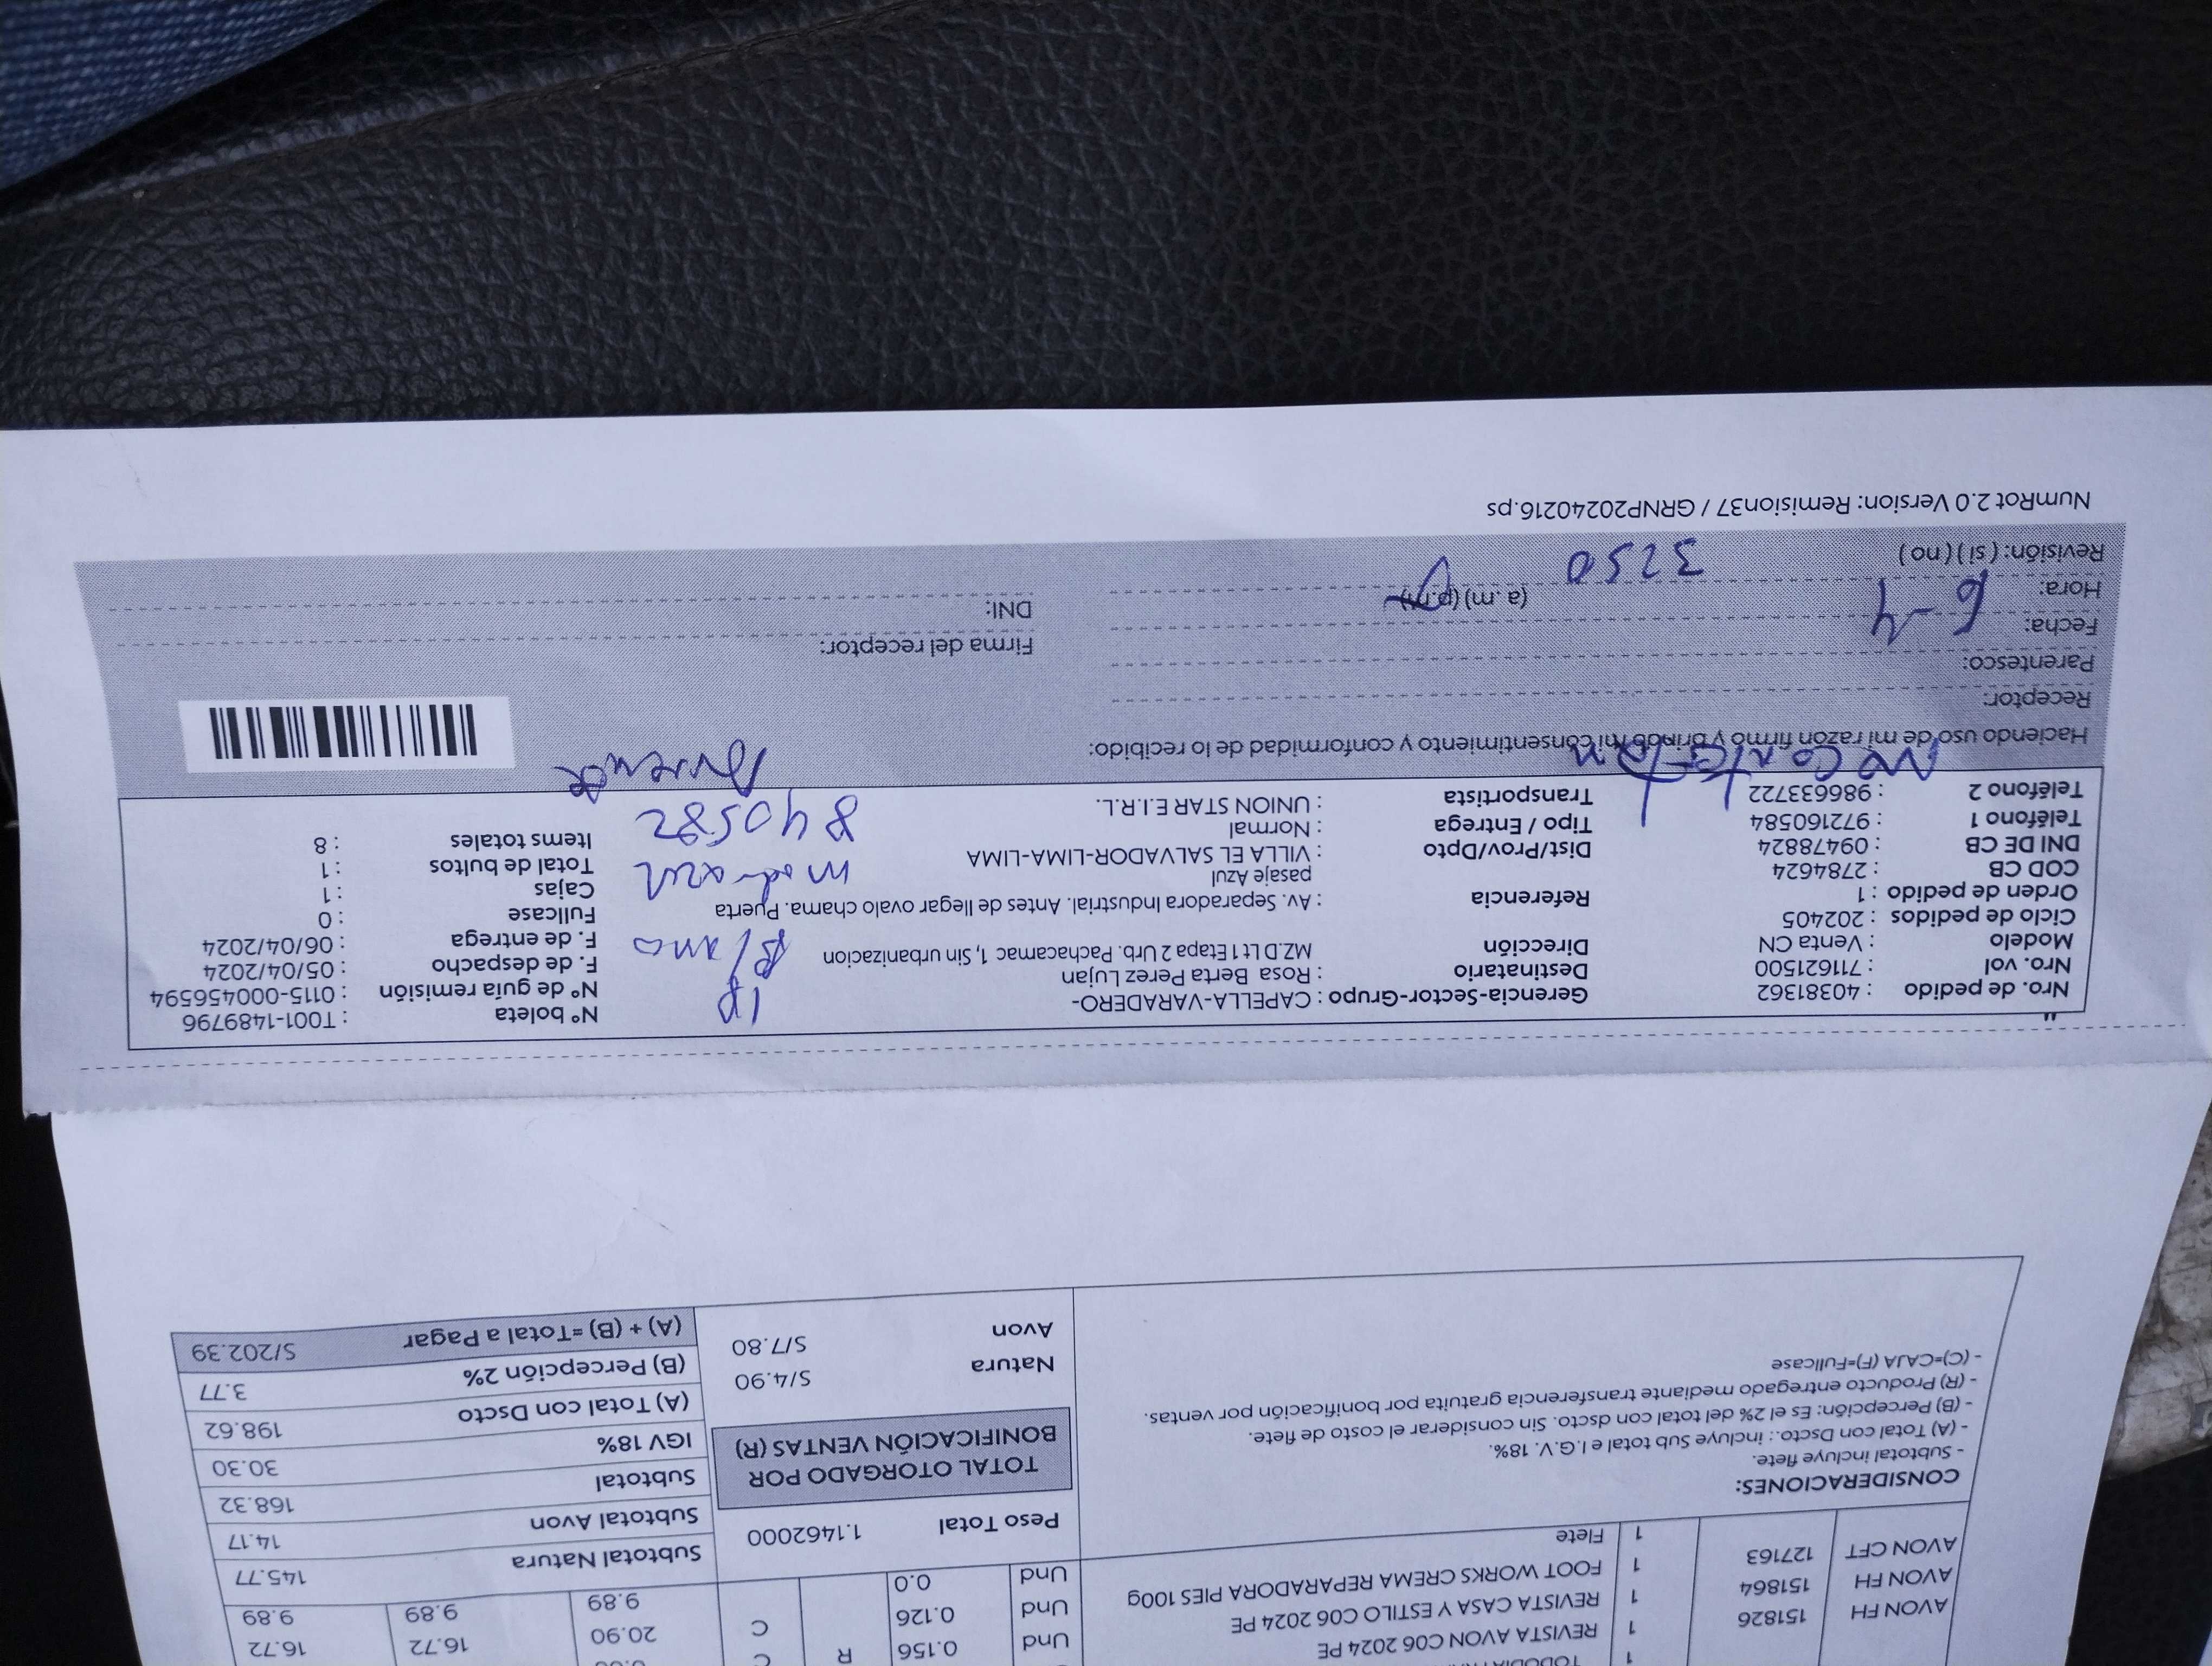 AVON FH 151826 1 REVISTA AVON C06 2024 PE Und 0.156 R
AVON FH 151864 1 REVISTA CASA Y ESTILO C06 2024 PE Und 0.126 C 20.90 16.72 16.72
AVON CFT 127163 1 FOOT WORKS CREMA REPARADORA PIES 100g Und 0.0 9.89 9.89 9.89
1 Flete
CONSIDERACIONES:
- Subtotal incluye flete.
- (A) Total con Dscto.: incluye Sub total e I.G.V. 18%.
- (B) Percepción: Es el 2% del total con dscto. Sin considerar el costo de flete.
- (R) Producto entregado mediante transferencia gratuita por bonificación por ventas.
- (C)=CAJA (F)=Fullcase
Peso Total 1.1462000
TOTAL OTORGADO POR
BONIFICACIÓN VENTAS (R)
Natura S/4.90
Avon S/7.80
Subtotal Natura 145.77
Subtotal Avon 14.17
Subtotal 168.32
IGV 18% 30.30
(A) Total con Dscto 198.62
(B) Percepción 2% 3.77
(A) + (B) =Total a Pagar S/202.39
Nro. de pedido : 40381362
Nro. vol : 711621500
Modelo : Venta CN
Ciclo de pedidos : 202405
Orden de pedido : 1
COD CB : 2784624
DNI DE CB : 09478824
Teléfono 1 : 972160584
Teléfono 2 : 986633722
Gerencia-Sector-Grupo : CAPELLA-VARADERO-
Destinatario : Rosa Berta Perez Lujan
Dirección MZ.D Lt 1 Etapa 2 Urb. Pachacamac 1, Sin urbanizacion
Referencia : Av. Separadora Industrial. Antes de llegar ovalo chama. Puerta
pasaje Azul
Dist/Prov/Dpto : VILLA EL SALVADOR-LIMA-LIMA
Tipo / Entrega : Normal
Transportista : UNION STAR E.I.R.L.
1P
Blano
mad azul
840582
N° boleta : T001-1489796
N° de guía remisión : 0115-000456594
F. de despacho : 05/04/2024
F. de entrega : 06/04/2024
Fullcase : 0
Cajas : 1
Total de bultos : 1
Items totales : 8
No contestan
Haciendo uso de mi razón firmo y brindo mi consentimiento y conformidad de lo recibido:
Receptor:
Parentesco:
Fecha: 6-4
Hora: (a. m) (p.m)
Revisión: ( si ) ( no ) 3250
Firma del receptor:
DNI:
NumRot 2.0 Version: Remision37 / GRNP20240216.ps